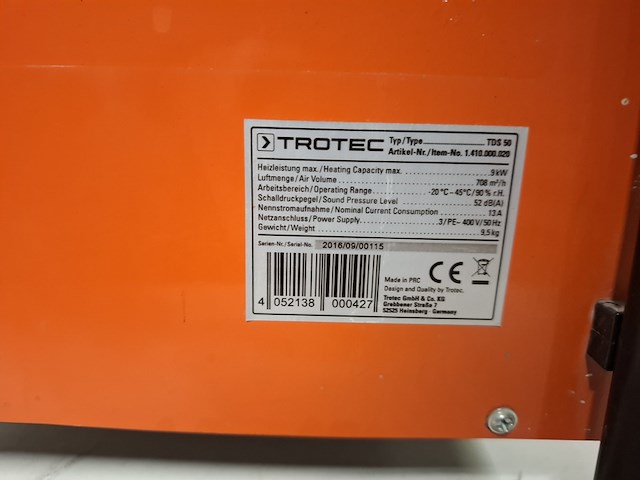 TROTEC
Typ/Type TDS 50
Artikel-Nr./Item-No. 1.410.000.020
Heizleistung max./Heating Capacity max. 9 kW
Luftmenge/Air Volume 708 m³/h
Arbeitsbereich/Operating Range -20 °C - 45°C/90 % r.H.
Schalldruckpegel/Sound Pressure Level 52 dB(A)
Nennstromaufnahme/Nominal Current Consumption 13 A
Netzanschluss/Power Supply 3/PE~ 400 V/50 Hz
Gewicht/Weight 9,5 kg
Serien-Nr./Serial-No. 2016/09/00115
4 052138 000427
Made in PRC
CE
Design and Quality by Trotec.
Trotec GmbH & Co. KG
Grebbener Straße 7
52525 Heinsberg · Germany